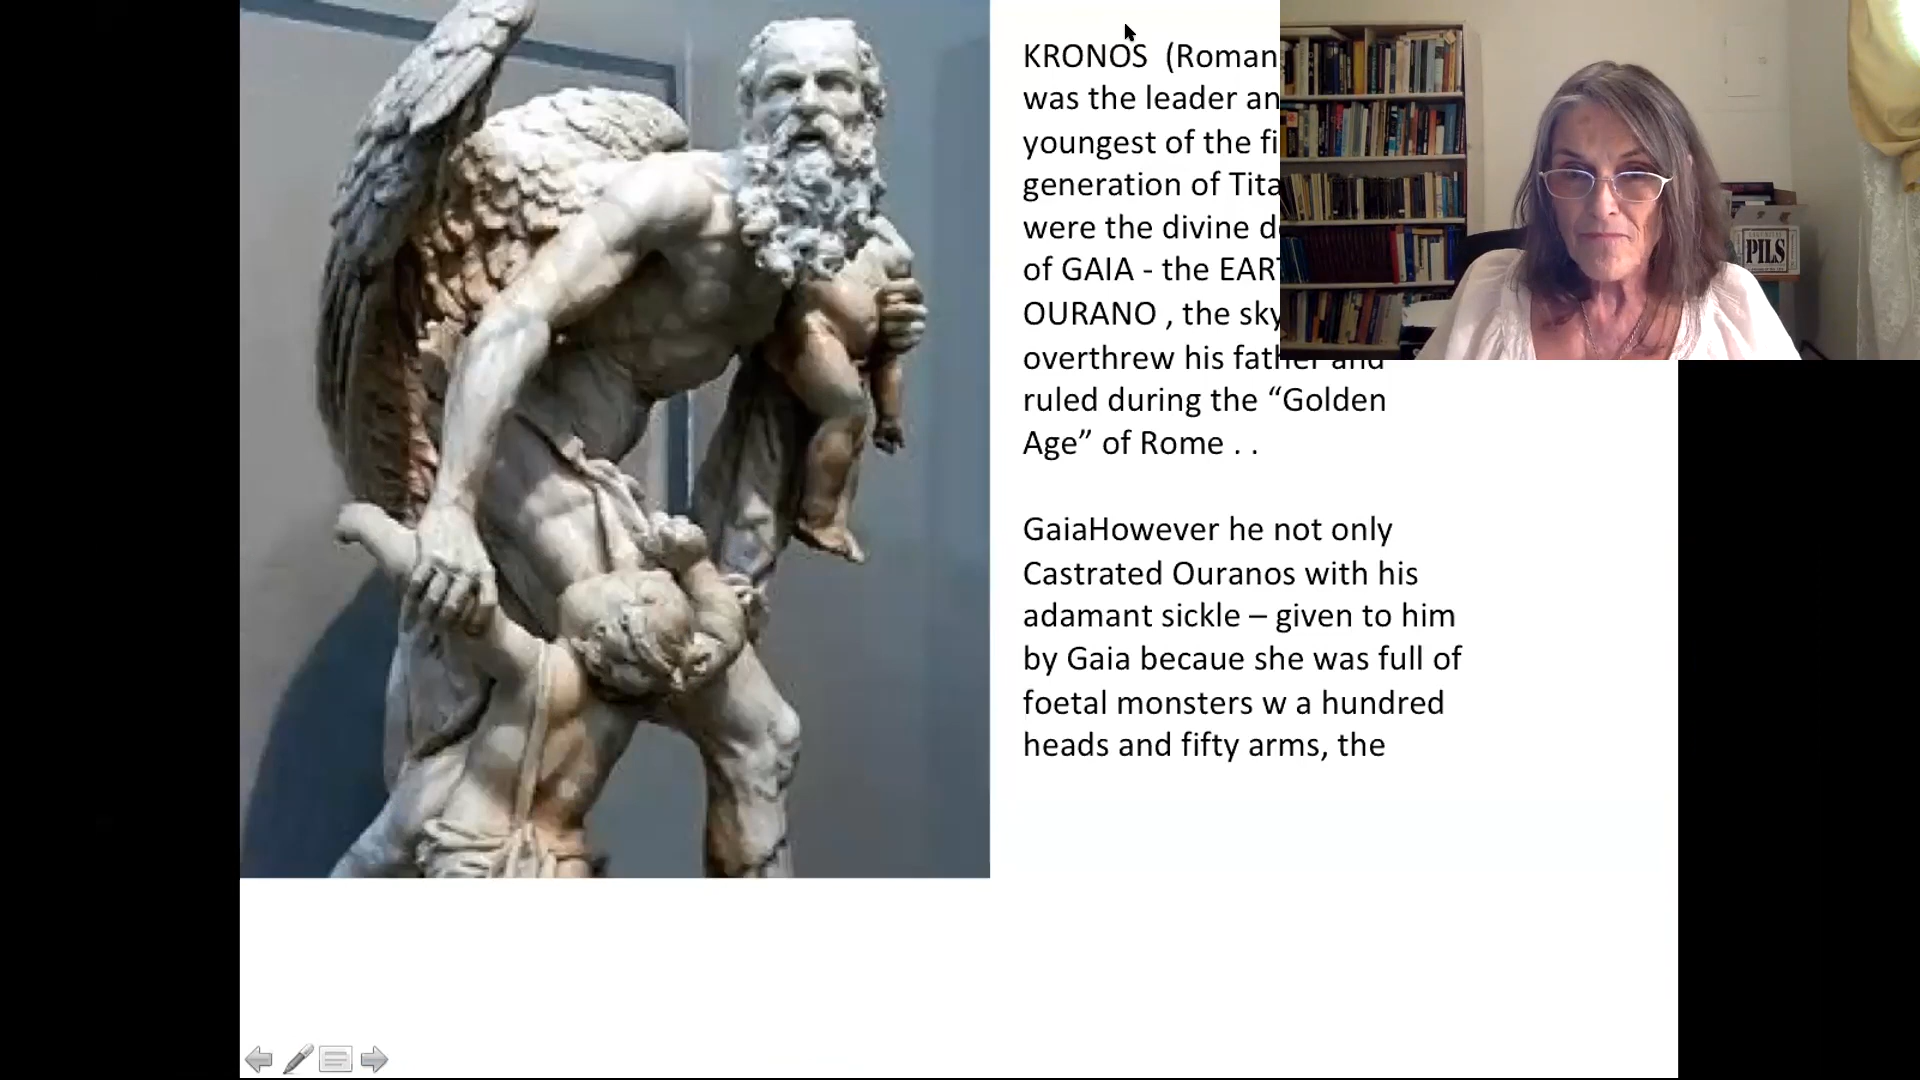 KRONOS (Roman
was the leader an
youngest of the fi
generation of Tita
were the divine d
of GAIA - the EAR
OURANO , the sky
overthrew his father and
ruled during the “Golden
Age” of Rome . .
GaiaHowever he not only
Castrated Ouranos with his
adamant sickle – given to him
by Gaia becaue she was full of
foetal monsters w a hundred
heads and fifty arms, the
PILS